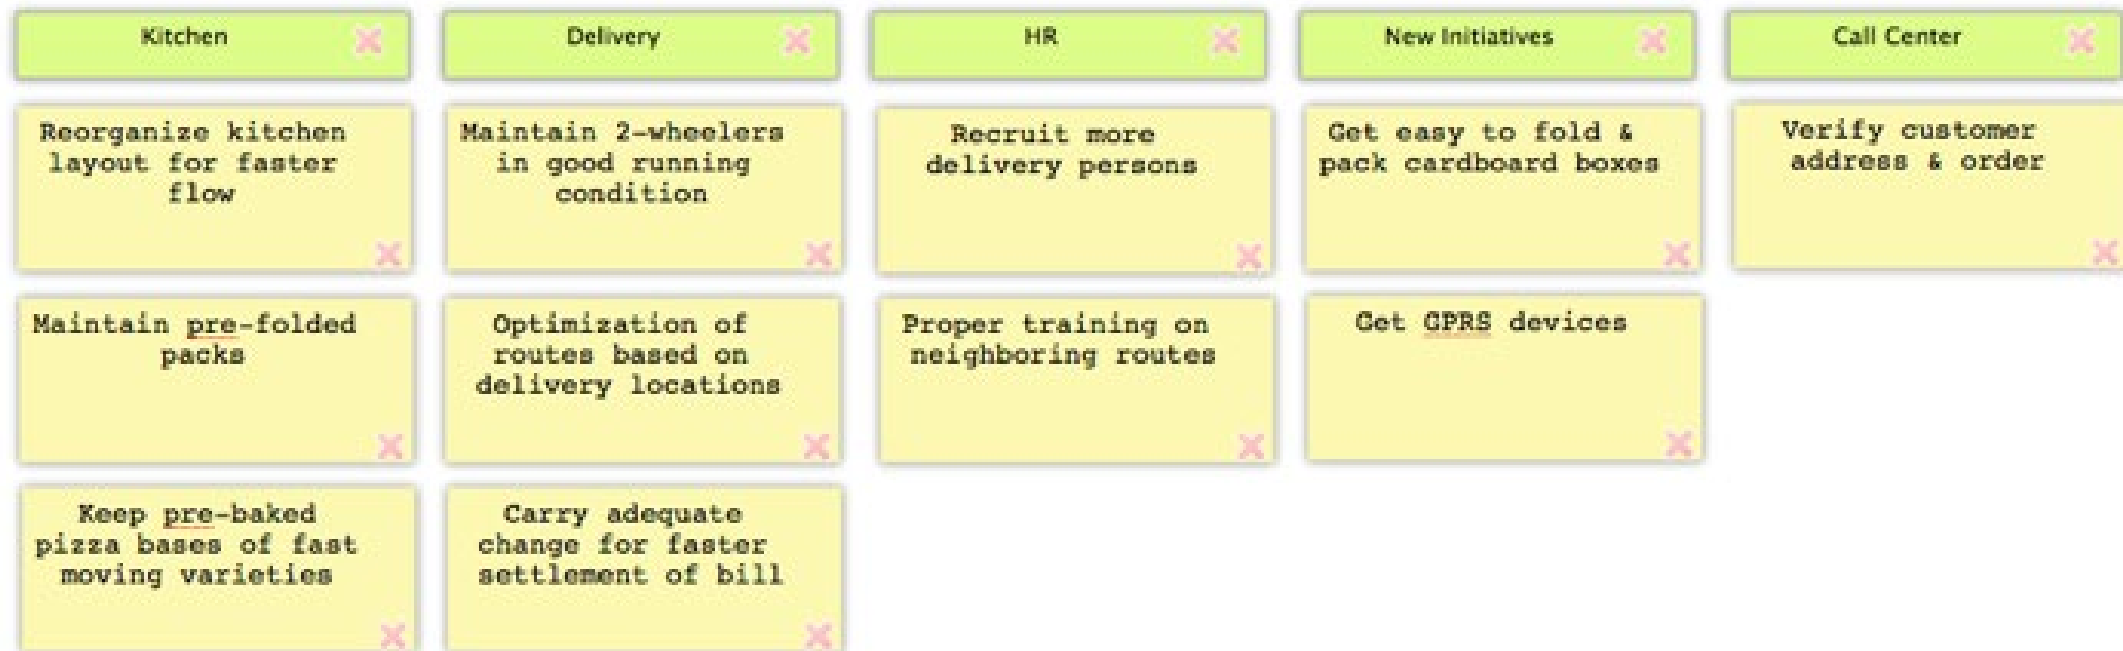 Kitchen
Delivery
HR
New Initiatives
Call Center
Reorganize kitchen
layout for faster
flow
Maintain 2-wheelers
in good running
condition
Recruit more
delivery persons
Get easy to fold &
pack cardboard boxes
Verify customer
address & order
Maintain pre-folded
packs
Optimization of
routes based on
delivery locations
Proper training on
neighboring routes
Get GPRS devices
Keep pre-baked
pizza bases of fast
moving varieties
Carry adequate
change for faster
settlement of bill